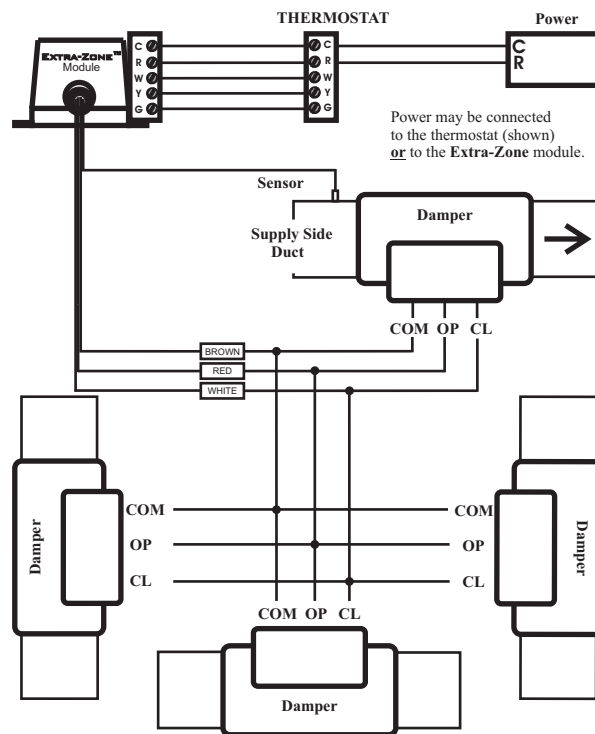 THERMOSTAT
Power
EXTRA-ZONE™
Module
C
R
W
Y
G
C
R
W
Y
G
C
R
Power may be connected
to the thermostat (shown)
or to the Extra-Zone module.
Sensor
Supply Side
Duct
Damper
COM OP CL
BROWN
RED
WHITE
Damper
COM
OP
CL
COM
OP
CL
Damper
COM OP CL
Damper